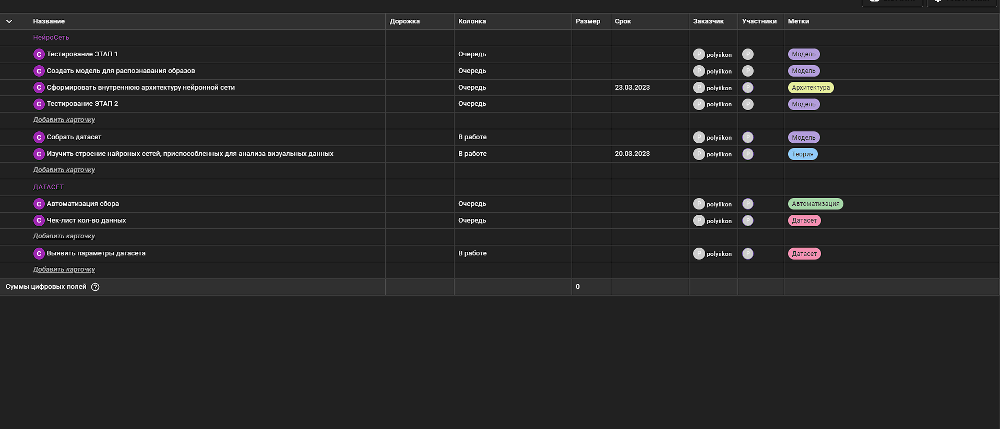 Название Дорожка Колонка Размер Срок Заказчик Участники Метки
НейроСеть
С Тестирование ЭТАП 1 Очередь P polyiikon P Модель
С Создать модель для распознавания образов Очередь P polyiikon P Модель
С Сформировать внутреннюю архитектуру нейронной сети Очередь 23.03.2023 P polyiikon P Архитектура
С Тестирование ЭТАП 2 Очередь P polyiikon P Модель
Добавить карточку
С Собрать датасет В работе P polyiikon P Модель
С Изучить строение найроных сетей, приспособленных для анализа визуальных данных В работе 20.03.2023 P polyiikon P Теория
Добавить карточку
ДАТАСЕТ
С Автоматизация сбора Очередь P polyiikon P Автоматизация
С Чек-лист кол-во данных Очередь P polyiikon P Датасет
Добавить карточку
С Выявить параметры датасета В работе P polyiikon P Датасет
Добавить карточку
Суммы цифровых полей ? 0